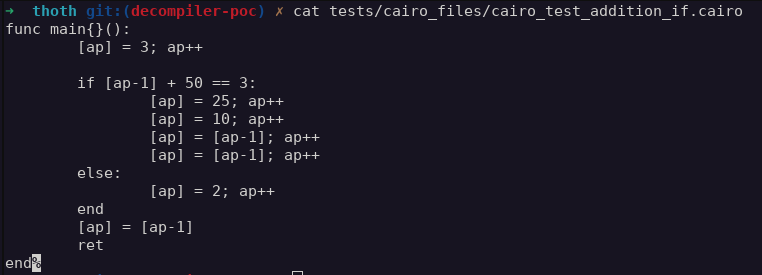 ➜  thoth git:(decompiler-poc) ✗ cat tests/cairo_files/cairo_test_addition_if.cairo
func main{}():
        [ap] = 3; ap++

        if [ap-1] + 50 == 3:
                [ap] = 25; ap++
                [ap] = 10; ap++
                [ap] = [ap-1]; ap++
                [ap] = [ap-1]; ap++
        else:
                [ap] = 2; ap++
        end
        [ap] = [ap-1]
        ret
end%